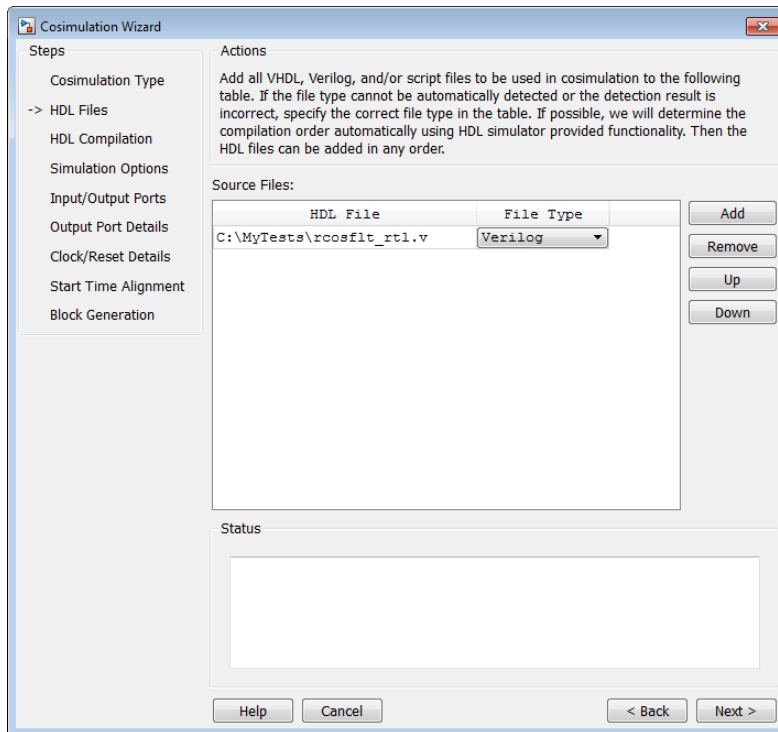 Cosimulation Wizard
Steps
Cosimulation Type
-> HDL Files
HDL Compilation
Simulation Options
Input/Output Ports
Output Port Details
Clock/Reset Details
Start Time Alignment
Block Generation
Actions
Add all VHDL, Verilog, and/or script files to be used in cosimulation to the following
table. If the file type cannot be automatically detected or the detection result is
incorrect, specify the correct file type in the table. If possible, we will determine the
compilation order automatically using HDL simulator provided functionality. Then the
HDL files can be added in any order.
Source Files:
HDL File File Type
C:\MyTests\rcosflt_rtl.v Verilog
Add
Remove
Up
Down
Status
Help Cancel < Back Next >